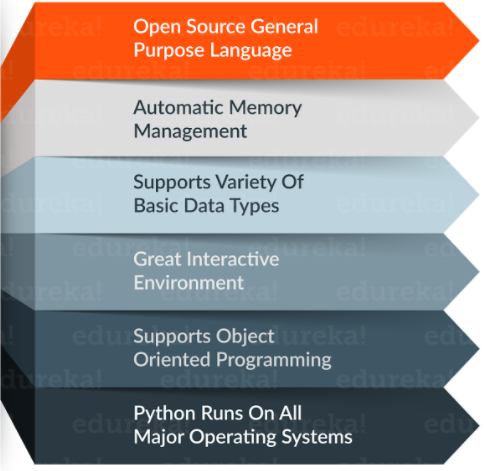 Open Source General
Purpose Language
Automatic Memory
Management
Supports Variety Of
Basic Data Types
Great Interactive
Environment
Supports Object
Oriented Programming
Python Runs On All
Major Operating Systems
edureka!